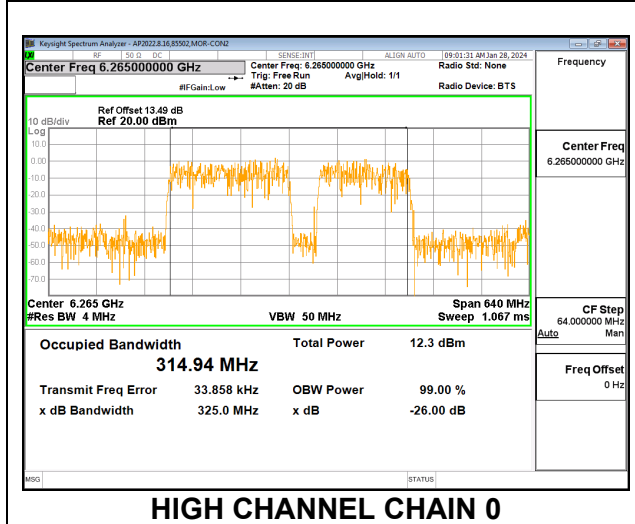 Keysight Spectrum Analyzer - AP2022.8.16,85502,MOR-CON2
RF 50 Ω DC SENSE:INT ALIGN AUTO 09:01:31 AM Jan 28, 2024
Center Freq 6.265000000 GHz
Center Freq: 6.265000000 GHz
Radio Std: None
Trig: Free Run Avg|Hold: 1/1
#IFGain:Low
#Atten: 20 dB
Radio Device: BTS
Frequency
Ref Offset 13.49 dB
10 dB/div Ref 20.00 dBm
Log
10.0
0.00
-10.0
-20.0
-30.0
-40.0
-50.0
-60.0
-70.0
Center Freq
6.265000000 GHz
Center 6.265 GHz
Span 640 MHz
#Res BW 4 MHz
VBW 50 MHz
Sweep 1.067 ms
CF Step
64.000000 MHz
Auto Man
Occupied Bandwidth
Total Power 12.3 dBm
314.94 MHz
Transmit Freq Error 33.858 kHz
OBW Power 99.00 %
x dB Bandwidth 325.0 MHz
x dB -26.00 dB
Freq Offset
0 Hz
MSG
STATUS
HIGH CHANNEL CHAIN 0